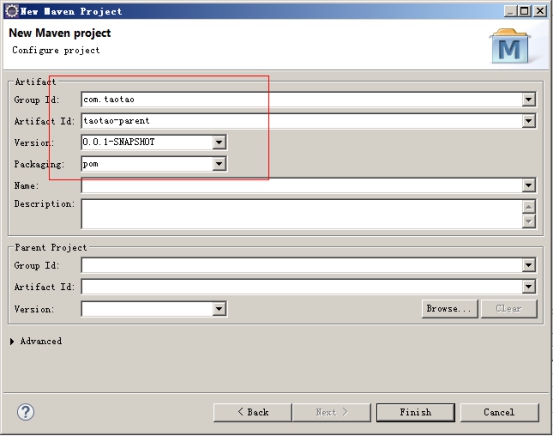 New Maven Project
New Maven project
Configure project
M
Artifact
Group Id: com.taotao
Artifact Id: taotao-parent
Version: 0.0.1-SNAPSHOT
Packaging: pom
Name:
Description:
Parent Project
Group Id:
Artifact Id:
Version: Browse... Clear
Advanced
? < Back Next > Finish Cancel